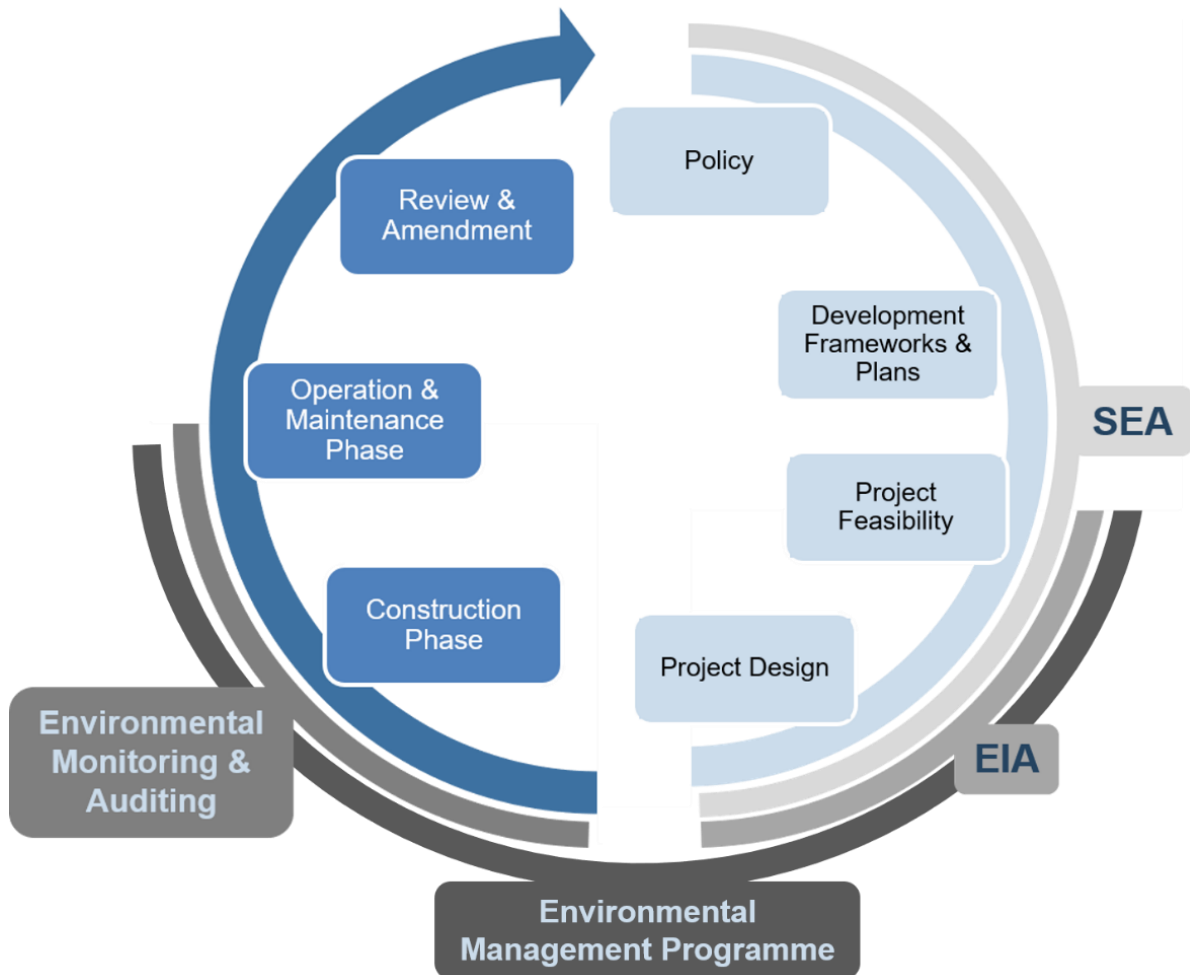 Policy
Development
Frameworks &
Plans
SEA
Project
Feasibility
EIA
Project Design
Environmental
Management Programme
Construction
Phase
Environmental
Monitoring &
Auditing
Operation &
Maintenance
Phase
Review &
Amendment